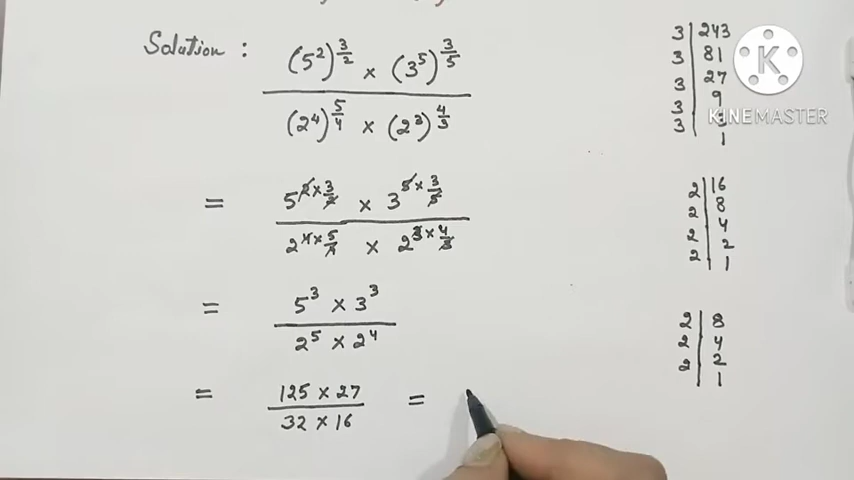 Solution : (5²)^(3/2) × (3⁵)^(3/5) / (2⁴)^(5/4) × (2³)^(4/3)
= 5^(2×3/2) × 3^(5×3/5) / 2^(4×5/4) × 2^(3×4/3)
= 5³ × 3³ / 2⁵ × 2⁴
= 125 × 27 / 32 × 16 =
3 | 243
3 | 81
3 | 27
3 | 9
3 | 3
1
2 | 16
2 | 8
2 | 4
2 | 2
1
2 | 8
2 | 4
2 | 2
1
K
KINEMASTER